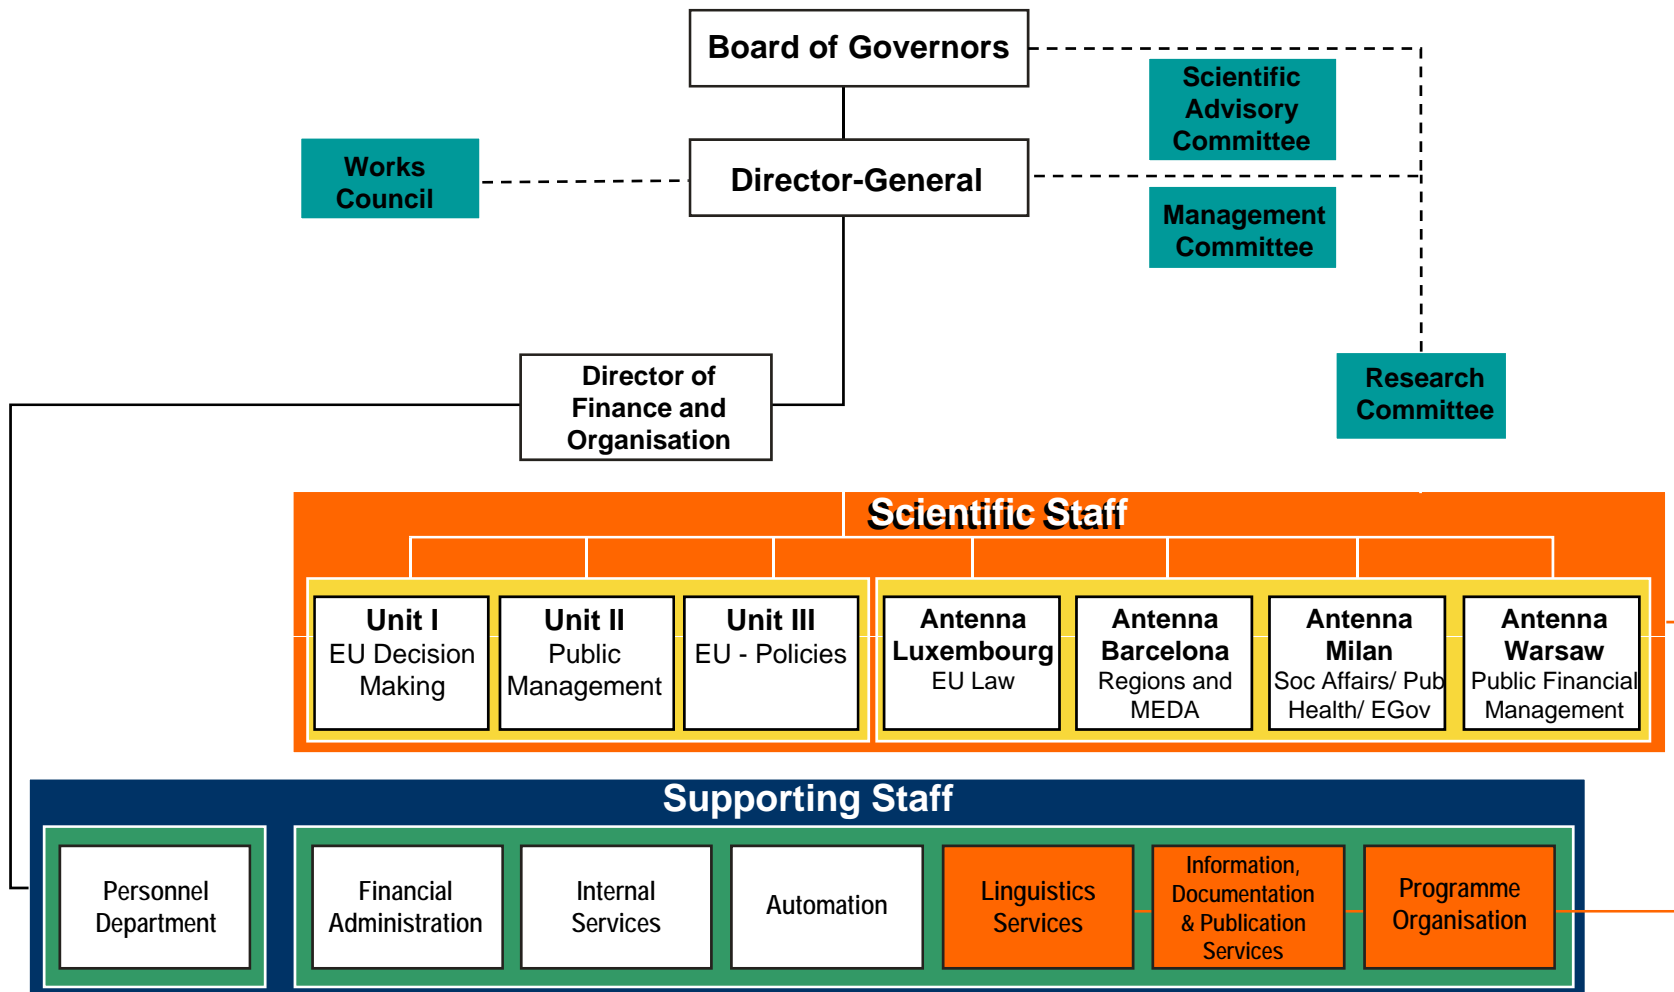 Board of Governors
Scientific
Advisory
Committee
Works
Council
Director-General
Management
Committee
Director of
Finance and
Organisation
Research
Committee
Scientific Staff
Unit I
EU Decision
Making
Unit II
Public
Management
Unit III
EU - Policies
Antenna
Luxembourg
EU Law
Antenna
Barcelona
Regions and
MEDA
Antenna
Milan
Soc Affairs/ Pub
Health/ EGov
Antenna
Warsaw
Public Financial
Management
Supporting Staff
Personnel
Department
Financial
Administration
Internal
Services
Automation
Linguistics
Services
Information,
Documentation
& Publication
Services
Programme
Organisation